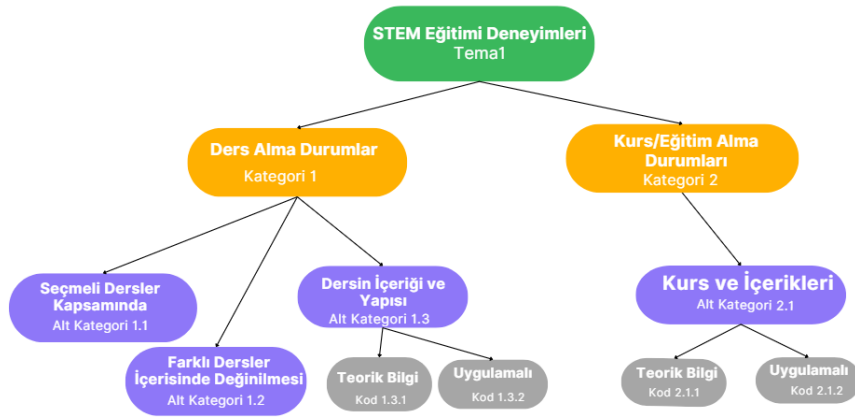 STEM Eğitimi Deneyimleri
Tema1
Ders Alma Durumlar
Kategori 1
Kurs/Eğitim Alma
Durumları
Kategori 2
Seçmeli Dersler
Kapsamında
Alt Kategori 1.1
Farklı Dersler
İçerisinde Değinilmesi
Alt Kategori 1.2
Dersin İçeriği ve
Yapısı
Alt Kategori 1.3
Teorik Bilgi
Kod 1.3.1
Uygulamalı
Kod 1.3.2
Kurs ve İçerikleri
Alt Kategori 2.1
Teorik Bilgi
Kod 2.1.1
Uygulamalı
Kod 2.1.2